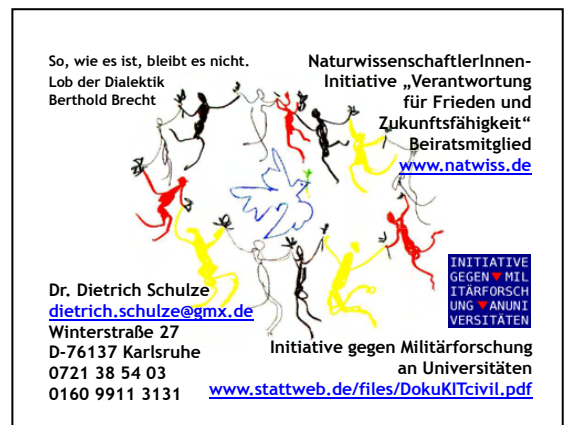 So, wie es ist, bleibt es nicht.
Lob der Dialektik
Berthold Brecht
NaturwissenschaftlerInnen-
Initiative „Verantwortung
für Frieden und
Zukunftsfähigkeit“
Beiratsmitglied
www.natwiss.de
INITIATIVE
GEGEN▼MIL
ITÄRFORSCH
UNG▼ANUNI
VERSITÄTEN
Dr. Dietrich Schulze
dietrich.schulze@gmx.de
Winterstraße 27
D-76137 Karlsruhe
0721 38 54 03
0160 9911 3131
Initiative gegen Militärforschung
an Universitäten
www.stattweb.de/files/DokuKITcivil.pdf